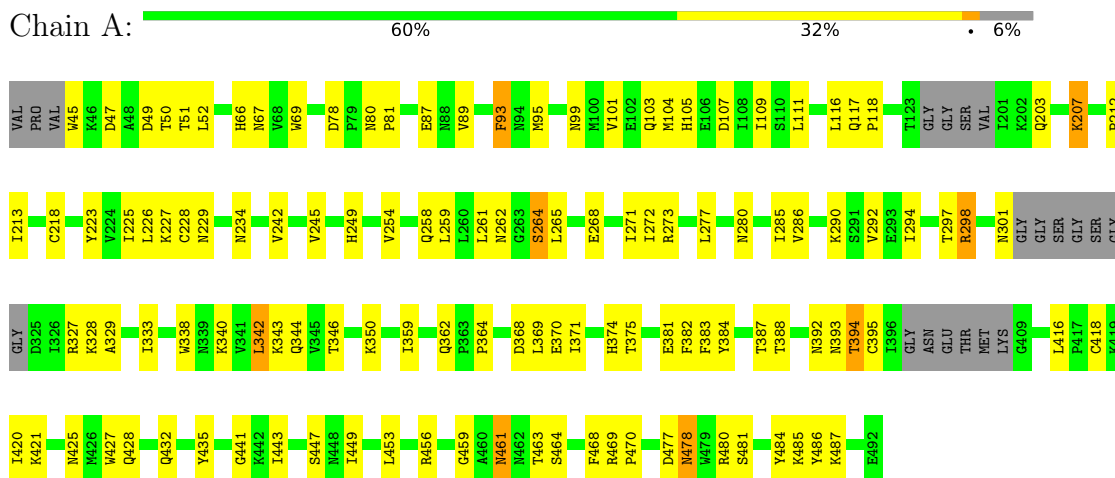 Chain A:
60% 32% • 6%
VAL PRO VAL W45 K46 D47 A48 D49 T50 T51 L52 H66 N67 V68 W69 D78 P79 N80 P81 E87 N88 V89 F93 N94 M95 N99 M100 V101 E102 Q103 M104 H105 E106 D107 I108 I109 S110 L111 L116 Q117 P118 T123 GLY GLY SER VAL I201 K202 Q203 K207
I213 C218 Y223 V224 I225 L226 K227 C228 N229 N234 V242 V245 H249 V254 Q258 L259 L260 L261 N262 G263 S264 L265 E268 I271 I272 R273 L277 N280 I285 V286 K290 S291 V292 E293 I294 T297 R298 N301 GLY GLY SER GLY SER
GLY D325 I326 R327 K328 A329 I333 W338 N339 K340 V341 L342 K343 Q344 V345 T346 K350 I359 Q362 P363 P364 D368 L369 I371 H374 T375 E381 F382 F383 Y384 T387 T388 N392 N393 T394 C395 I396 GLY ASN GLU THR MET LYS G409 L416 P417 C418
I420 K421 N425 M426 W427 Q428 Q432 Y435 G441 K442 I443 S447 N448 I449 L453 R456 G459 A460 N461 N462 T463 S464 F468 R469 P470 D477 N478 W479 R480 S481 Y484 K485 Y486 K487 E492